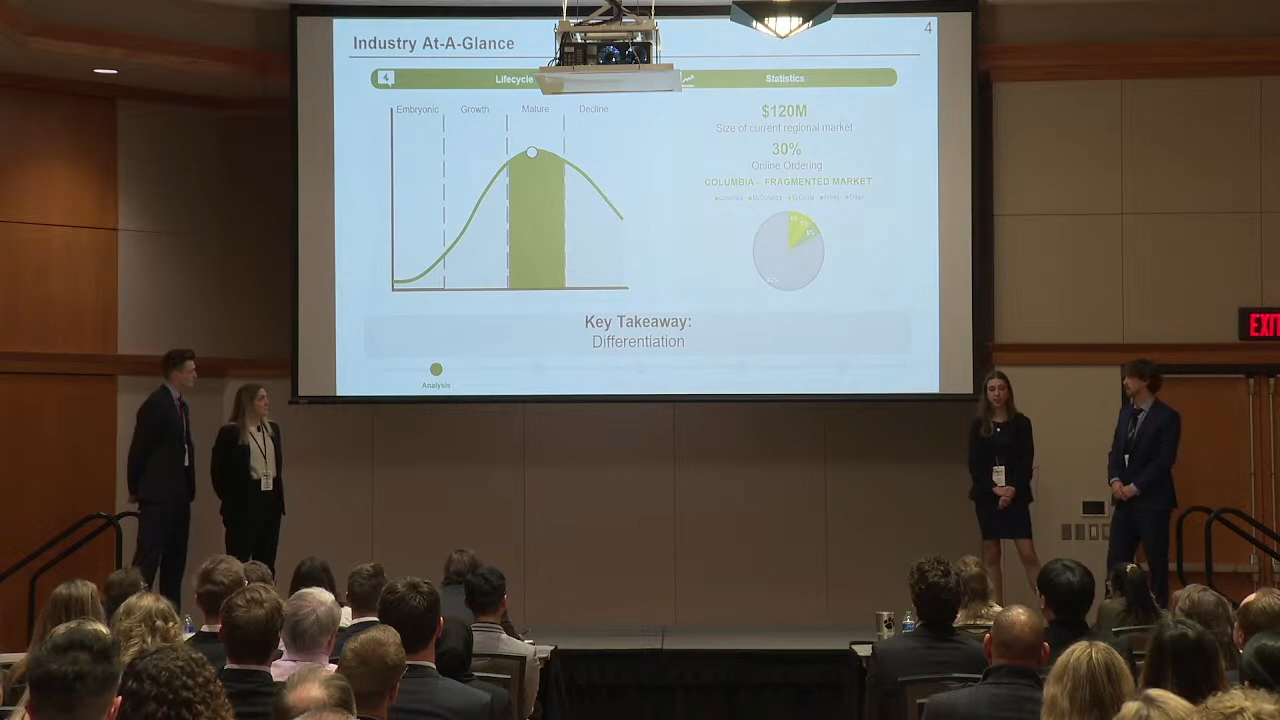 Industry At-A-Glance
4
Lifecycle
Statistics
Embryonic Growth Mature Decline
$120M
Size of current regional market
30%
Online Ordering
COLUMBIA – FRAGMENTED MARKET
Key Takeaway:
Differentiation
Analysis
EXIT